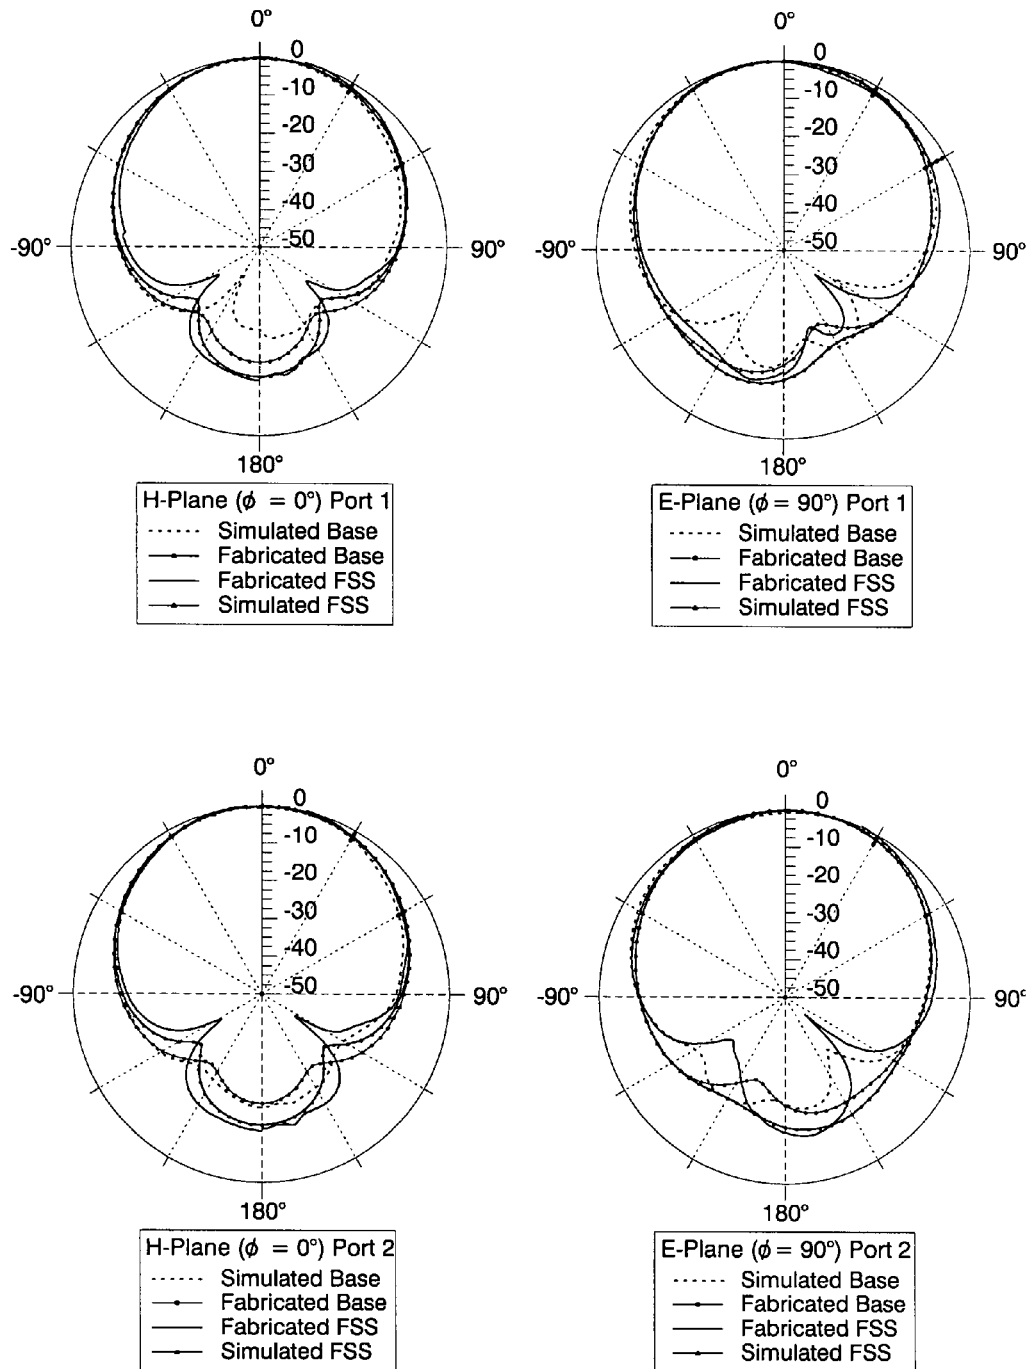 0°
0
-10
-20
-30
-40
-50
-90°
90°
180°
H-Plane (ϕ = 0°) Port 1
Simulated Base
Fabricated Base
Fabricated FSS
Simulated FSS
0°
0
-10
-20
-30
-40
-50
-90°
90°
180°
E-Plane (ϕ = 90°) Port 1
Simulated Base
Fabricated Base
Fabricated FSS
Simulated FSS
0°
0
-10
-20
-30
-40
-50
-90°
90°
180°
H-Plane (ϕ = 0°) Port 2
Simulated Base
Fabricated Base
Fabricated FSS
Simulated FSS
0°
0
-10
-20
-30
-40
-50
-90°
90°
180°
E-Plane (ϕ = 90°) Port 2
Simulated Base
Fabricated Base
Fabricated FSS
Simulated FSS